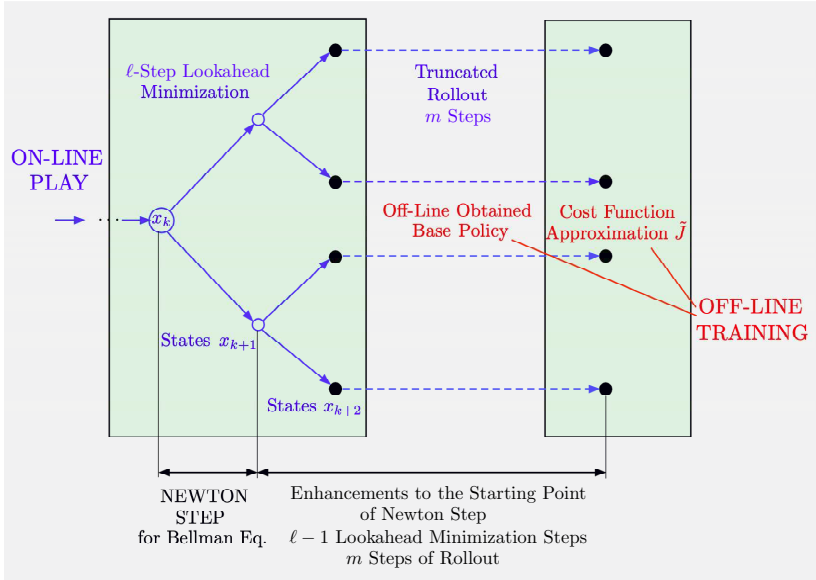 ℓ-Step Lookahead
Minimization
Truncated
Rollout
m Steps
ON-LINE
PLAY
··· x_k
Off-Line Obtained
Base Policy
Cost Function
Approximation J̃
OFF-LINE
TRAINING
States x_{k+1}
States x_{k+2}
NEWTON
STEP
for Bellman Eq.
Enhancements to the Starting Point
of Newton Step
ℓ − 1 Lookahead Minimization Steps
m Steps of Rollout